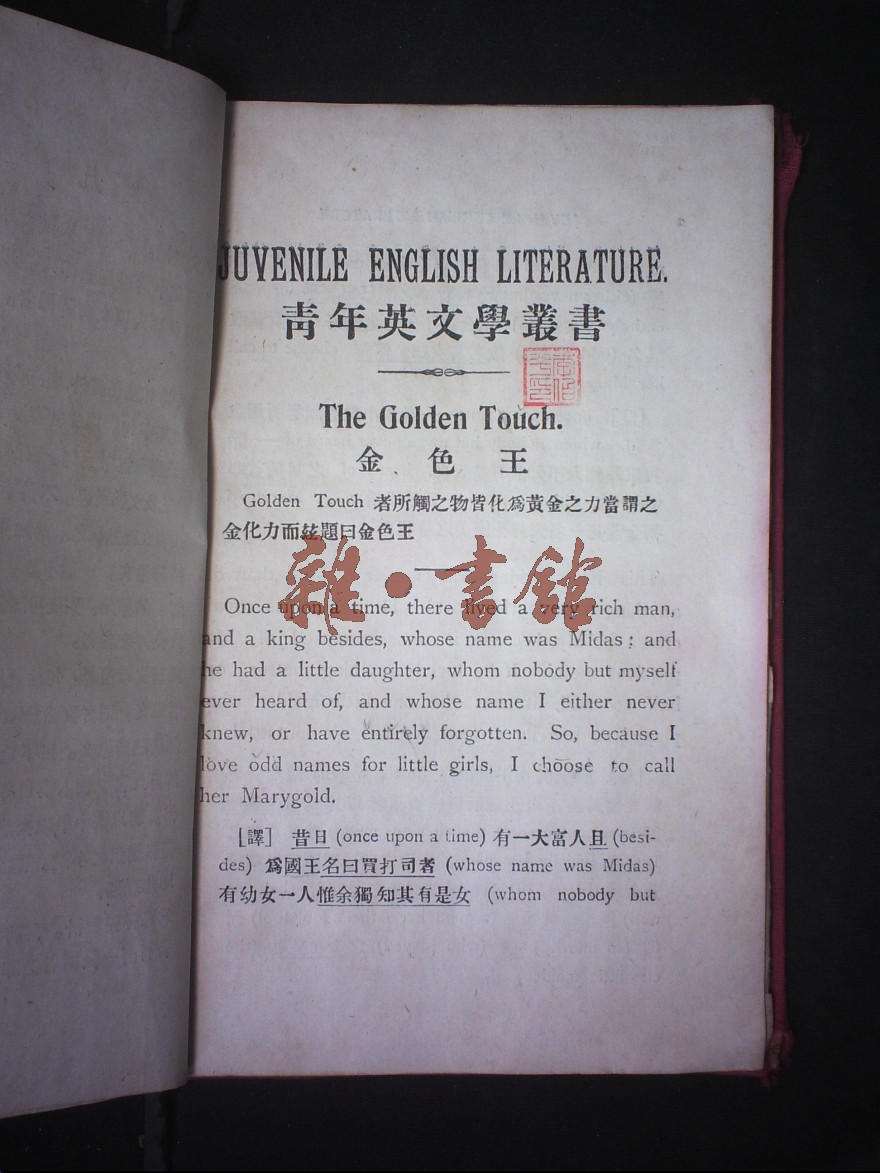 JUVENILE ENGLISH LITERATURE.
青年英文學叢書
The Golden Touch.
金色王
Golden Touch 者所觸之物皆化爲黃金之力當謂之
金化力而玆題曰金色王
雜·書館
Once upon a time, there lived a very rich man,
and a king besides, whose name was Midas: and
he had a little daughter, whom nobody but myself
ever heard of, and whose name I either never
knew, or have entirely forgotten. So, because I
love odd names for little girls, I choose to call
her Marygold.
[譯] 昔日 (once upon a time) 有一大富人且 (besi-
des) 爲國王名曰買打司者 (whose name was Midas)
有幼女一人惟余獨知其有是女 (whom nobody but